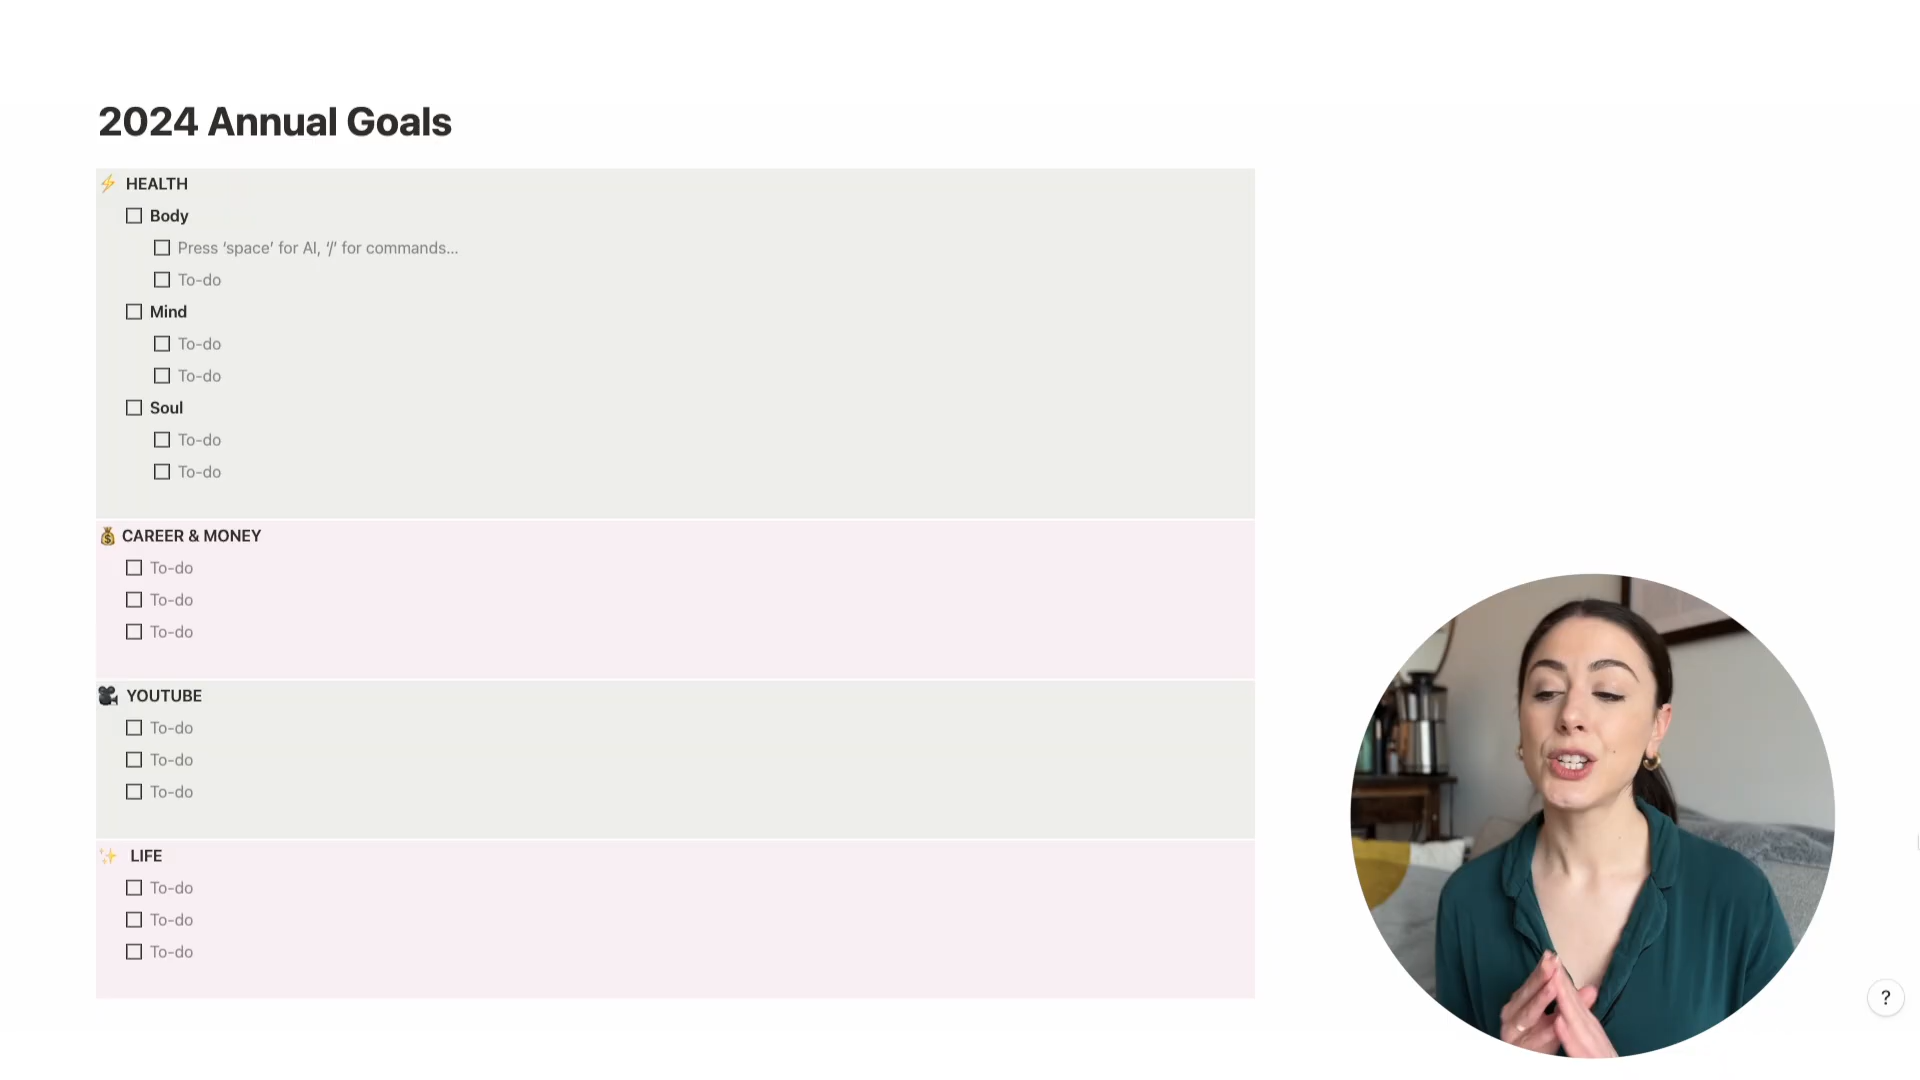 2024 Annual Goals
⚡ HEALTH
Body
Press ‘space’ for AI, ‘/’ for commands...
To-do
Mind
To-do
To-do
Soul
To-do
To-do
💰 CAREER & MONEY
To-do
To-do
To-do
🎥 YOUTUBE
To-do
To-do
To-do
✨ LIFE
To-do
To-do
To-do
?